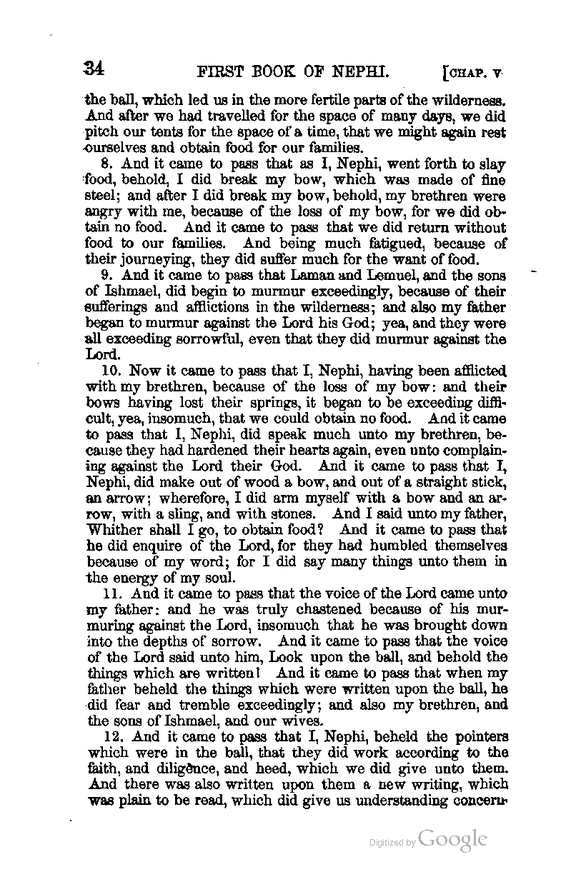 34 FIRST BOOK OF NEPHI. [CHAP. V
the ball, which led us in the more fertile parts of the wilderness.
And after we had travelled for the space of many days, we did
pitch our tents for the space of a time, that we might again rest
ourselves and obtain food for our families.
8. And it came to pass that as I, Nephi, went forth to slay
food, behold, I did break my bow, which was made of fine
steel; and after I did break my bow, behold, my brethren were
angry with me, because of the loss of my bow, for we did ob-
tain no food. And it came to pass that we did return without
food to our families. And being much fatigued, because of
their journeying, they did suffer much for the want of food.
9. And it came to pass that Laman and Lemuel, and the sons
of Ishmael, did begin to murmur exceedingly, because of their
sufferings and afflictions in the wilderness; and also my father
began to murmur against the Lord his God; yea, and they were
all exceeding sorrowful, even that they did murmur against the
Lord.
10. Now it came to pass that I, Nephi, having been afflicted
with my brethren, because of the loss of my bow: and their
bows having lost their springs, it began to be exceeding diffi-
cult, yea, insomuch, that we could obtain no food. And it came
to pass that I, Nephi, did speak much unto my brethren, be-
cause they had hardened their hearts again, even unto complain-
ing against the Lord their God. And it came to pass that I,
Nephi, did make out of wood a bow, and out of a straight stick,
an arrow; wherefore, I did arm myself with a bow and an ar-
row, with a sling, and with stones. And I said unto my father,
Whither shall I go, to obtain food? And it came to pass that
he did enquire of the Lord, for they had humbled themselves
because of my word; for I did say many things unto them in
the energy of my soul.
11. And it came to pass that the voice of the Lord came unto
my father: and he was truly chastened because of his mur-
muring against the Lord, insomuch that he was brought down
into the depths of sorrow. And it came to pass that the voice
of the Lord said unto him, Look upon the ball, and behold the
things which are written! And it came to pass that when my
father beheld the things which were written upon the ball, he
did fear and tremble exceedingly; and also my brethren, and
the sons of Ishmael, and our wives.
12. And it came to pass that I, Nephi, beheld the pointers
which were in the ball, that they did work according to the
faith, and diligence, and heed, which we did give unto them.
And there was also written upon them a new writing, which
was plain to be read, which did give us understanding concern-
Digitized by Google